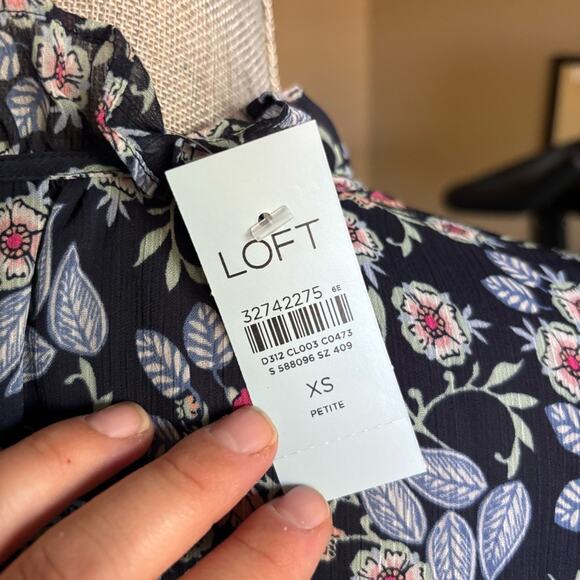 LOFT
32742275 6E
D312 CL003 C0473
S 588096 SZ 409
XS
PETITE